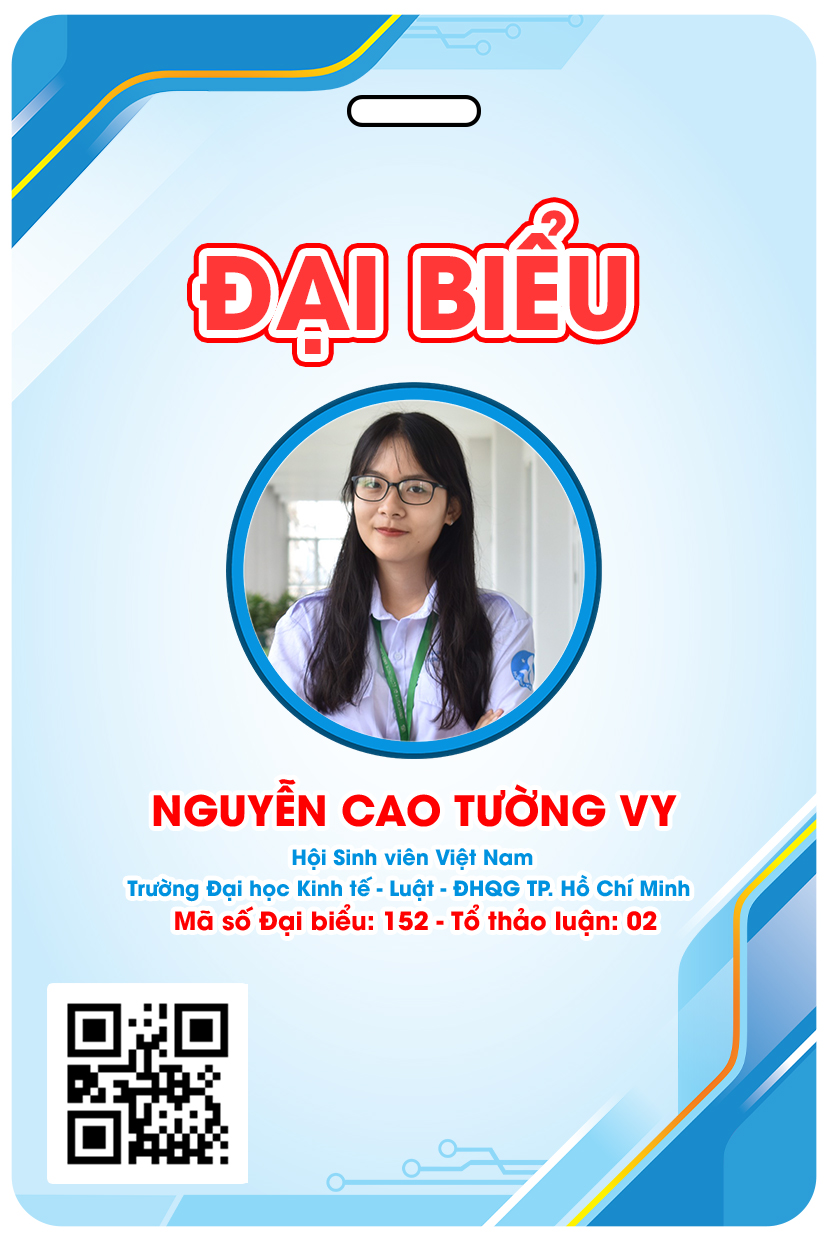 ĐẠI BIỂU
NGUYỄN CAO TƯỜNG VY
Hội Sinh viên Việt Nam
Trường Đại học Kinh tế - Luật - ĐHQG TP. Hồ Chí Minh
Mã số Đại biểu: 152 - Tổ thảo luận: 02